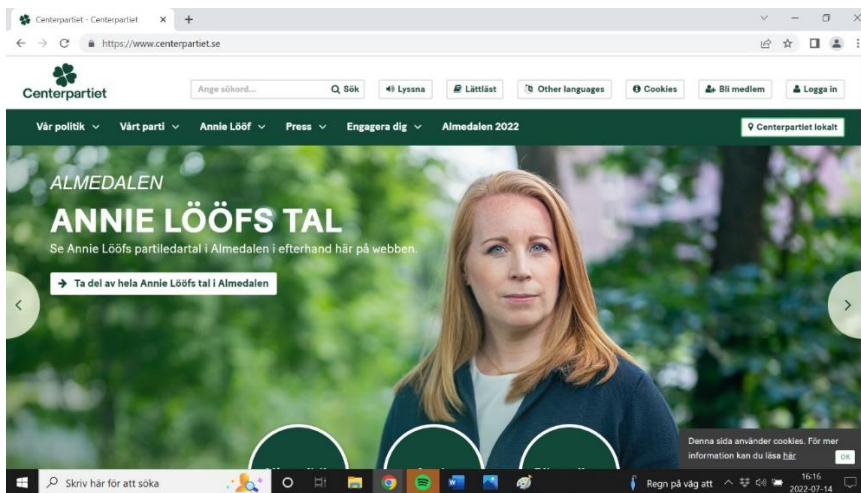 Centerpartiet - Centerpartiet
https://www.centerpartiet.se
Centerpartiet
Ange sökord...
Sök
Lyssna
Lättläst
Other languages
Cookies
Bli medlem
Logga in
Vår politik
Vårt parti
Annie Lööf
Press
Engagera dig
Almedalen 2022
Centerpartiet lokalt
ALMEDALEN
ANNIE LÖÖFS TAL
Se Annie Lööfs partiledartal i Almedalen i efterhand här på webben.
Ta del av hela Annie Lööfs tal i Almedalen
Denna sida använder cookies. För mer
information kan du läsa här
OK
Skriv här för att söka
Regn på väg att
16:16
2022-07-14